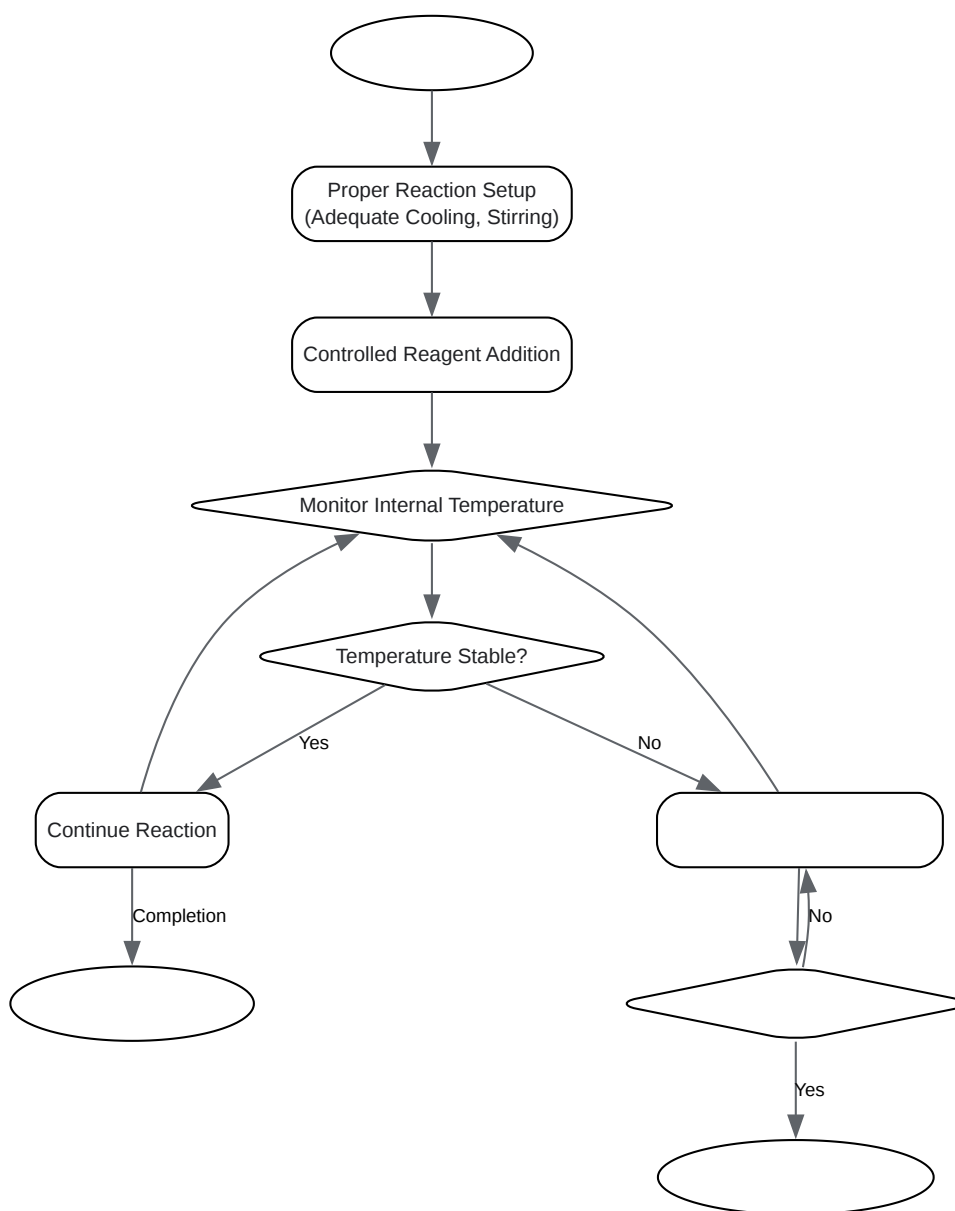 Proper Reaction Setup
(Adequate Cooling, Stirring)
Controlled Reagent Addition
Monitor Internal Temperature
Temperature Stable?
Yes
No
Continue Reaction
Completion
No
Yes